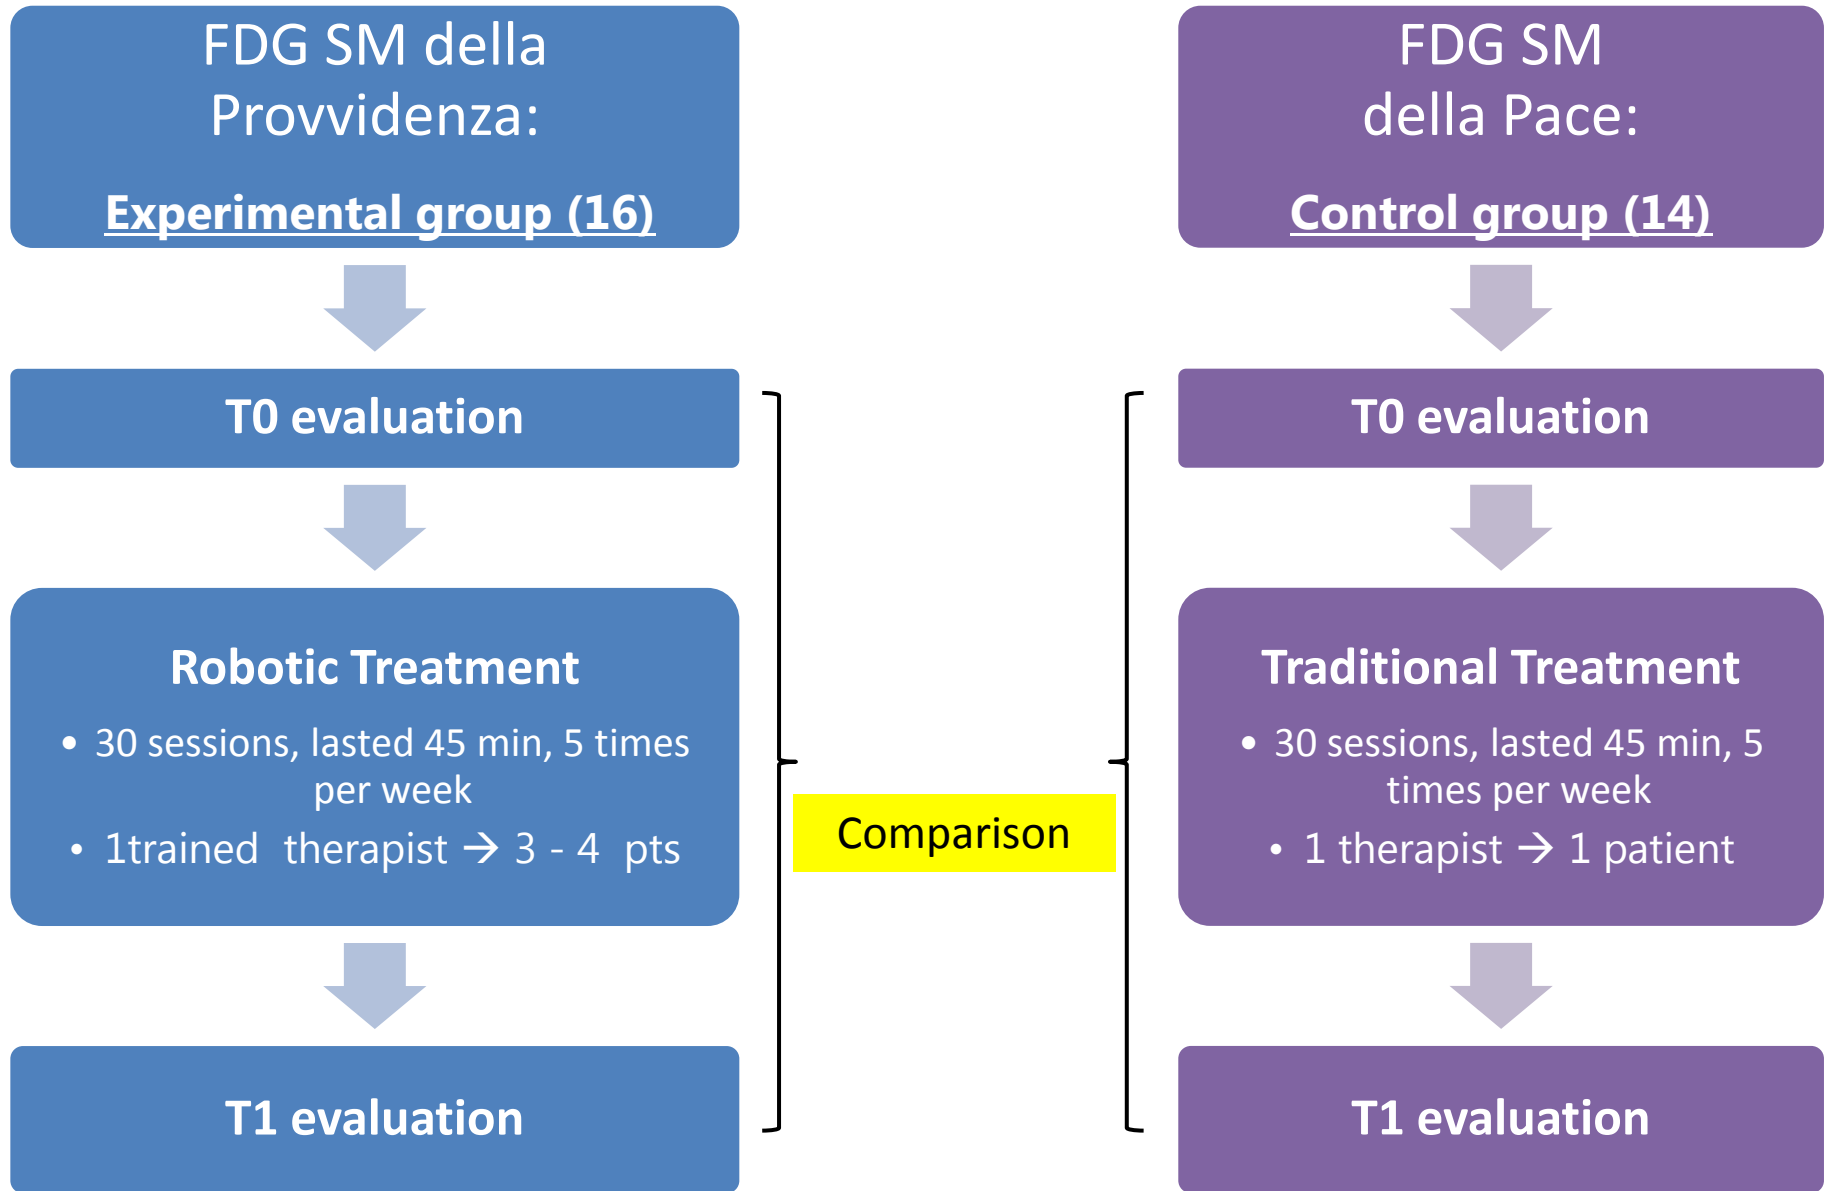 FDG SM della
Provvidenza:
Experimental group (16)
T0 evaluation
Robotic Treatment
• 30 sessions, lasted 45 min, 5 times
per week
• 1trained therapist → 3 - 4 pts
T1 evaluation
Comparison
FDG SM
della Pace:
Control group (14)
T0 evaluation
Traditional Treatment
• 30 sessions, lasted 45 min, 5
times per week
• 1 therapist → 1 patient
T1 evaluation